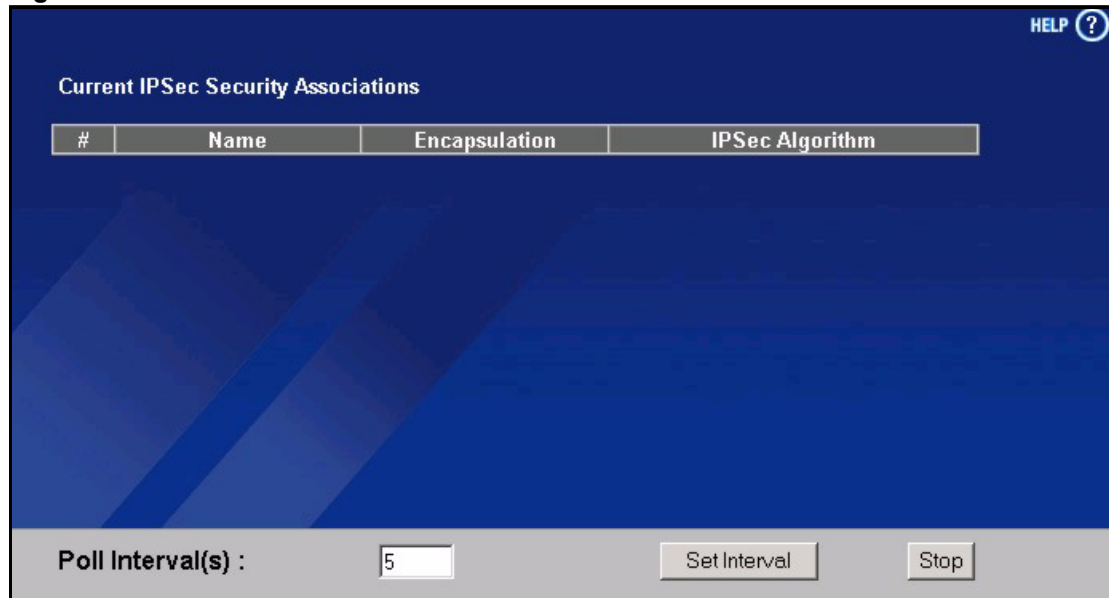 HELP ?
Current IPSec Security Associations
# Name Encapsulation IPSec Algorithm
Poll Interval(s) : 5 Set Interval Stop